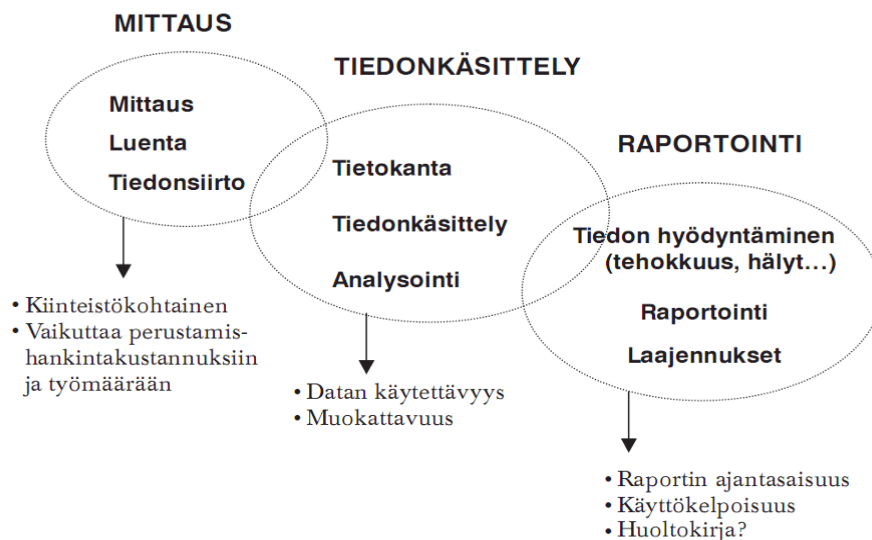 MITTAUS
Mittaus
Luenta
Tiedonsiirto
• Kiinteistökohtainen
• Vaikuttaa perustamis-
hankintakustannuksiin
ja työmäärään
TIEDONKÄSITTELY
Tietokanta
Tiedonkäsittely
Analysointi
• Datan käytettävyys
• Muokattavuus
RAPORTOINTI
Tiedon hyödyntäminen
(tehokkuus, hälyt…)
Raportointi
Laajennukset
• Raportin ajantasaisuus
• Käyttökelpoisuus
• Huoltokirja?